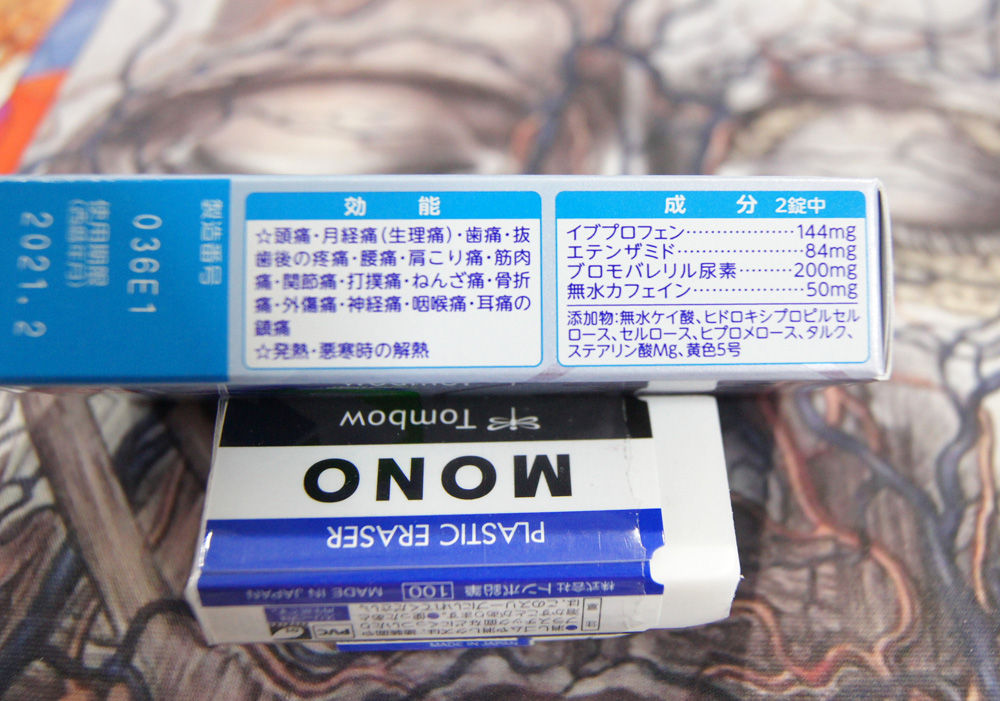 製造番号
036E1
使用期限
(西暦年月)
2021.2
効能
☆頭痛・月経痛(生理痛)・歯痛・抜
歯後の疼痛・腰痛・肩こり痛・筋肉
痛・関節痛・打撲痛・ねんざ痛・骨折
痛・外傷痛・神経痛・咽喉痛・耳痛の
鎮痛
☆発熱・悪寒時の解熱
成分 2錠中
イブプロフェン………………144mg
エテンザミド…………………84mg
ブロモバレリル尿素………200mg
無水カフェイン………………50mg
添加物:無水ケイ酸、ヒドロキシプロピルセル
ロース、セルロース、ヒプロメロース、タルク、
ステアリン酸Mg、黄色5号
Tombow
MONO
PLASTIC ERASER
株式会社トンボ鉛筆 100 MADE IN JAPAN
PVC